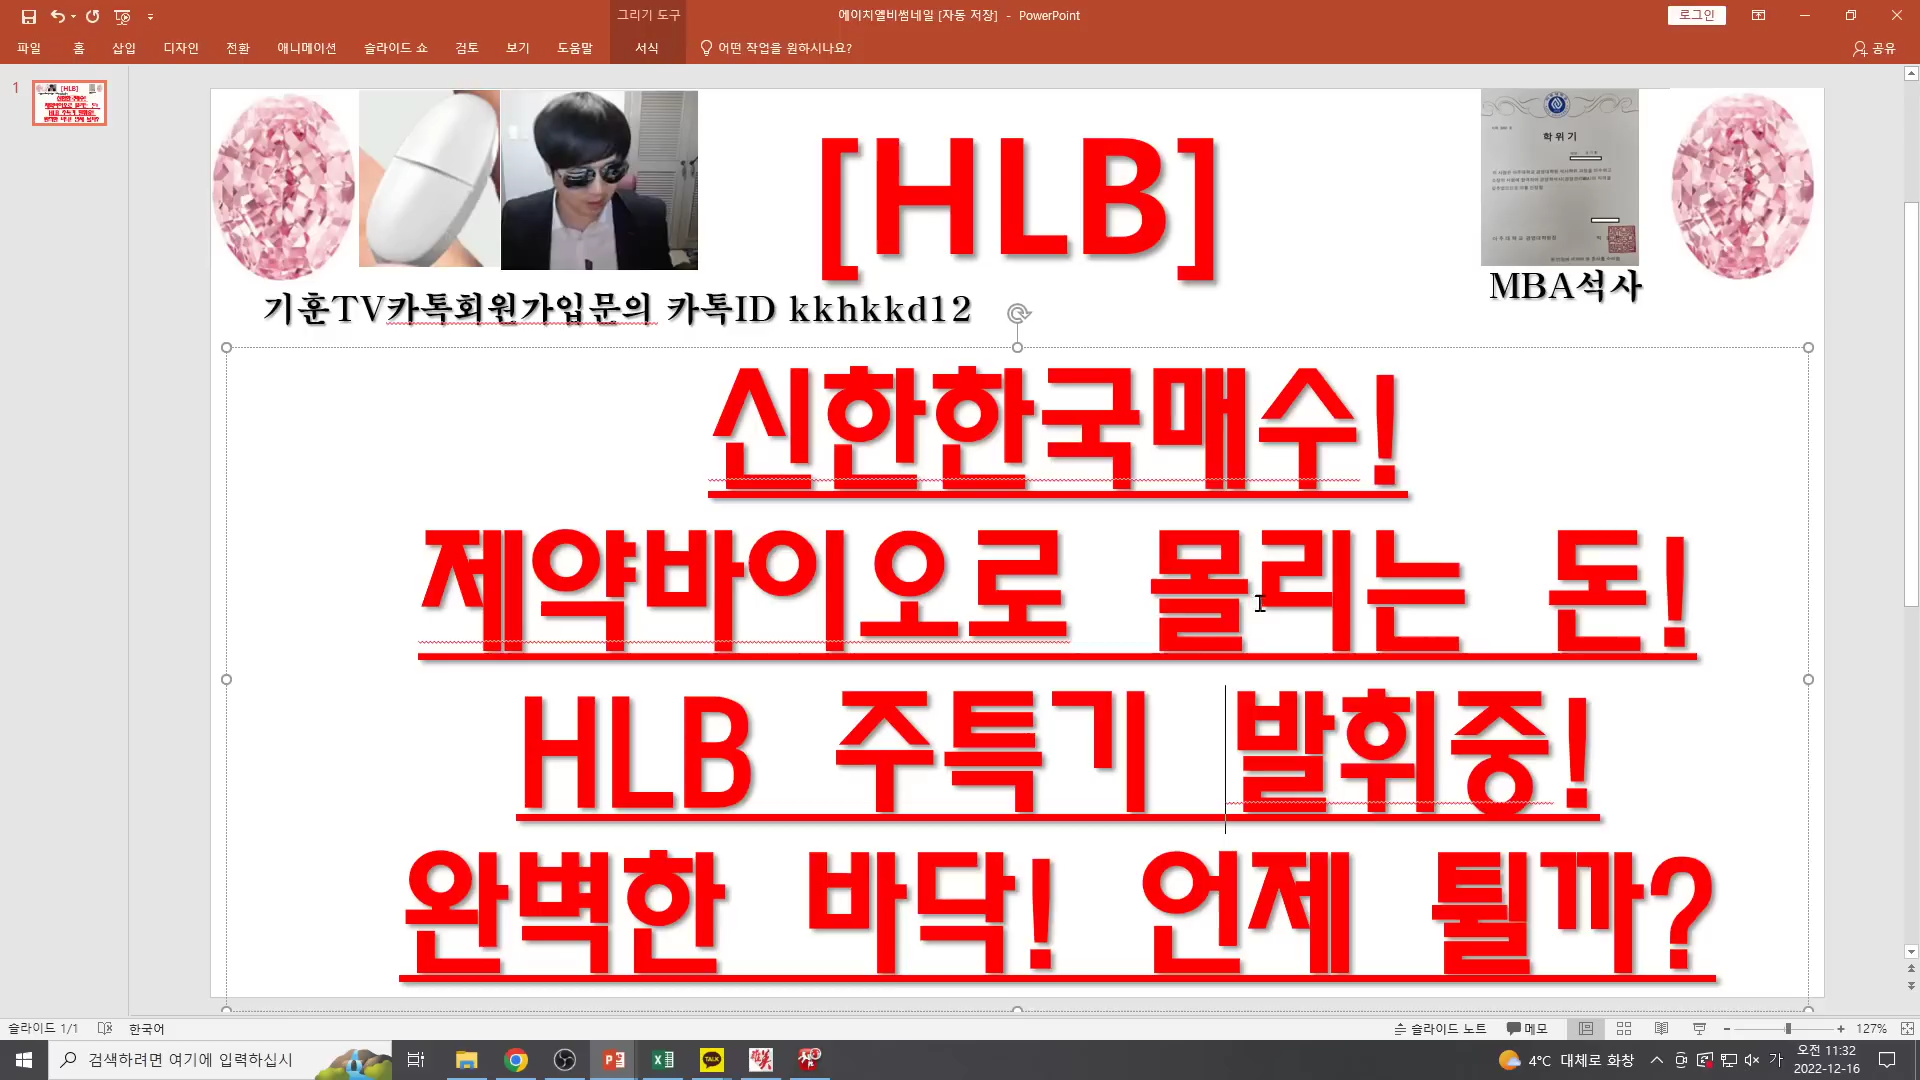 에이치앨비썸네일 [자동 저장] - PowerPoint
그리기 도구
로그인
파일 홈 삽입 디자인 전환 애니메이션 슬라이드 쇼 검토 보기 도움말 서식 어떤 작업을 원하시나요? 공유
1
[HLB]
학 위 기
MBA석사
기훈TV카톡회원가입문의 카톡ID kkhkkd12
신한한국매수!
제약바이오로 몰리는 돈!
HLB 주특기 발휘중!
완벽한 바닥! 언제 튈까?
슬라이드 1/1 한국어 슬라이드 노트 메모 127%
검색하려면 여기에 입력하십시
TALK
4°C 대체로 화창
가
오전 11:32
2022-12-16